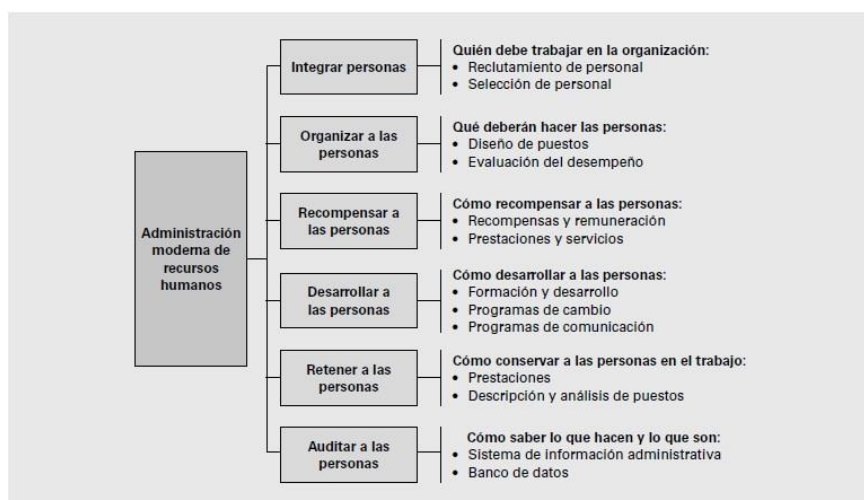 Administración
moderna de
recursos
humanos
Integrar personas
Quién debe trabajar en la organización:
• Reclutamiento de personal
• Selección de personal
Organizar a las
personas
Qué deberán hacer las personas:
• Diseño de puestos
• Evaluación del desempeño
Recompensar a
las personas
Cómo recompensar a las personas:
• Recompensas y remuneración
• Prestaciones y servicios
Desarrollar a
las personas
Cómo desarrollar a las personas:
• Formación y desarrollo
• Programas de cambio
• Programas de comunicación
Retener a las
personas
Cómo conservar a las personas en el trabajo:
• Prestaciones
• Descripción y análisis de puestos
Auditar a las
personas
Cómo saber lo que hacen y lo que son:
• Sistema de información administrativa
• Banco de datos